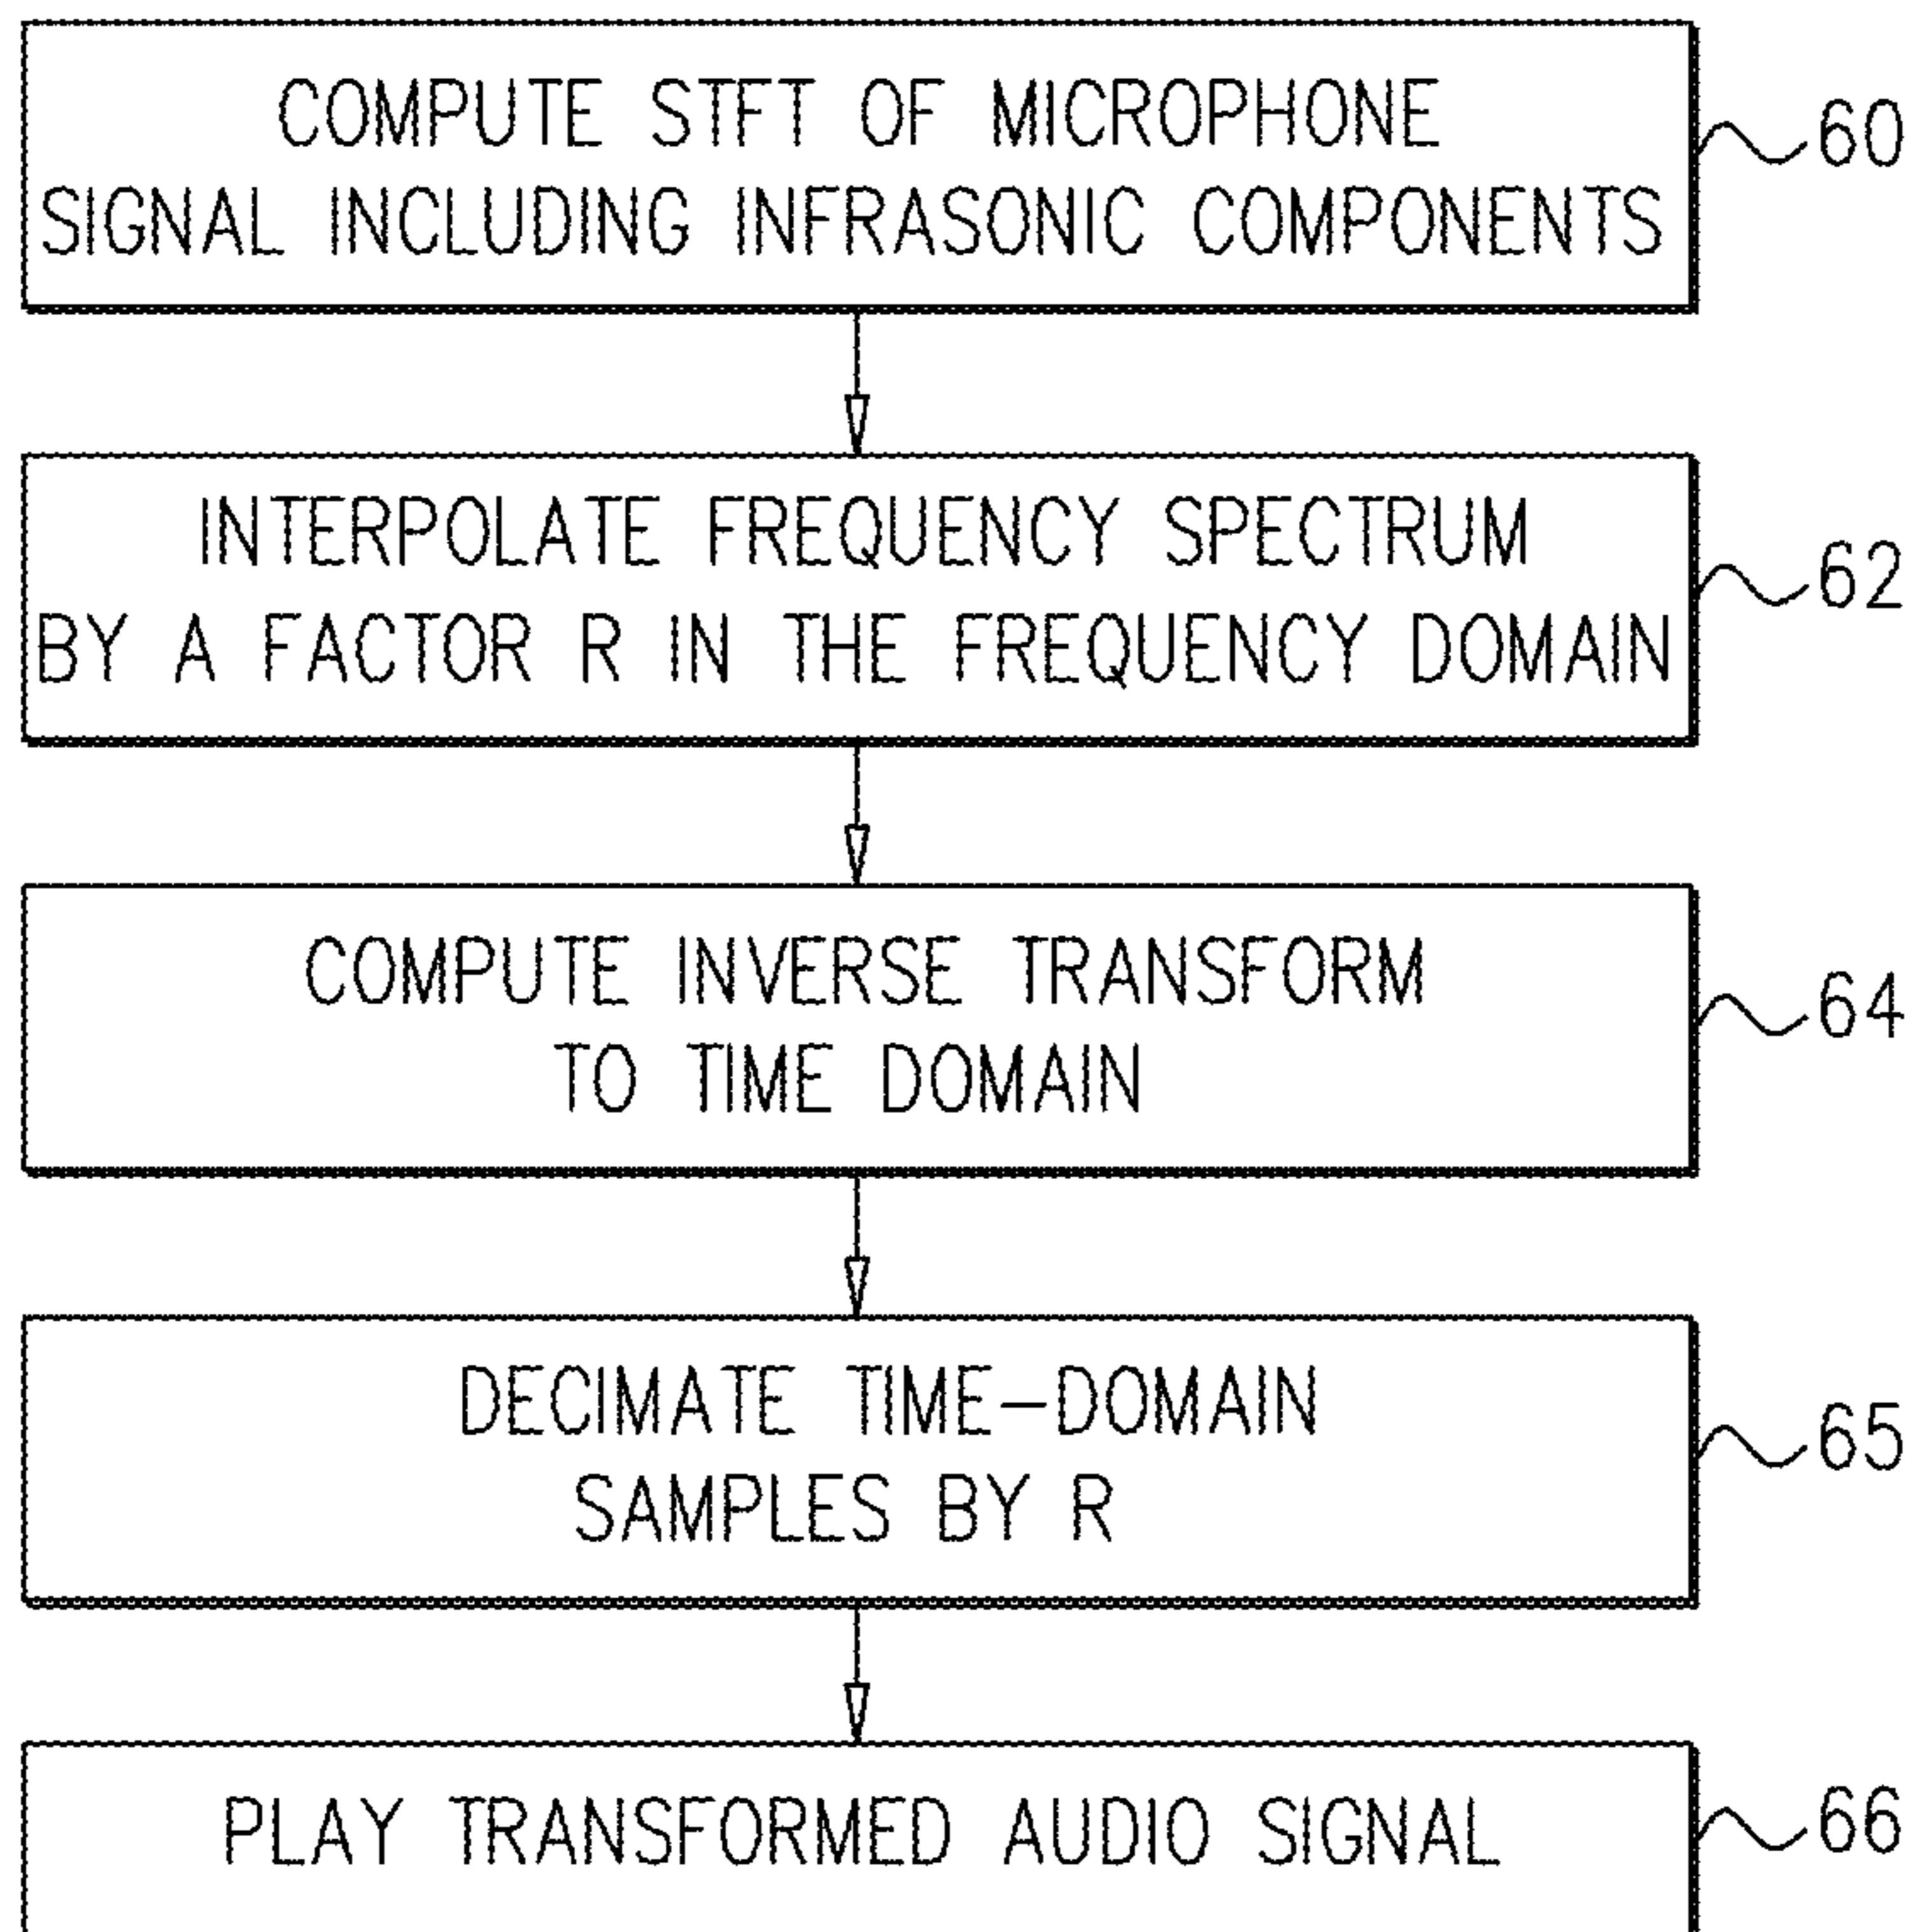 COMPUTE STFT OF MICROPHONE
SIGNAL INCLUDING INFRASONIC COMPONENTS
60
INTERPOLATE FREQUENCY SPECTRUM
BY A FACTOR R IN THE FREQUENCY DOMAIN
62
COMPUTE INVERSE TRANSFORM
TO TIME DOMAIN
64
DECIMATE TIME-DOMAIN
SAMPLES BY R
65
PLAY TRANSFORMED AUDIO SIGNAL
66